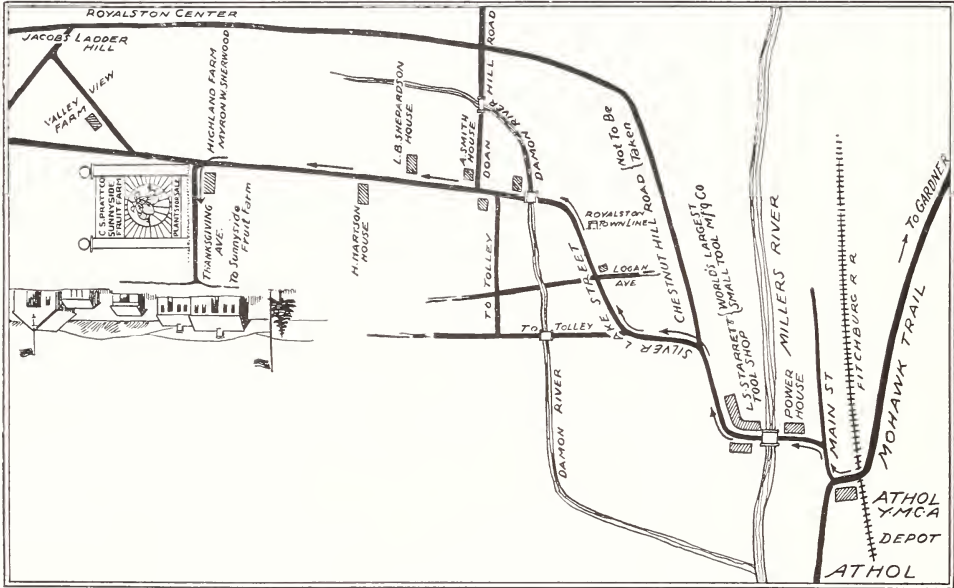 ROYALSTON CENTER
JACOBS LADDER
HILL
VALLEY
FARM
VIEW
HIGHLAND FARM
MYRON W. SHERWOOD
L.B. SHEPARDSON
HOUSE
A. SMITH
HOUSE
DOAN HILL ROAD
DAMON RIVER
C.S. PRATT CO
SUNNYSIDE
FRUIT FARM
PLANTS FOR SALE
THANKSGIVING
AVE.
To Sunnyside
Fruit Farm
H. MARTSON
HOUSE
TO TOLLEY
ROYALSTON
TOWN LINE
LOGAN
AVE
CHESTNUT HILL ROAD {Not To Be
Taken
SILVER LAKE STREET
TO TOLLEY
DAMON RIVER
L.S. STARRETT {WORLD'S LARGEST
TOOL SHOP {SMALL TOOL M'f'g Co
MILLERS RIVER
POWER
HOUSE
MAIN ST
FITCHBURG R R
MOHAWK TRAIL
To GARDNER
ATHOL
Y-M-C-A
DEPOT
ATHOL